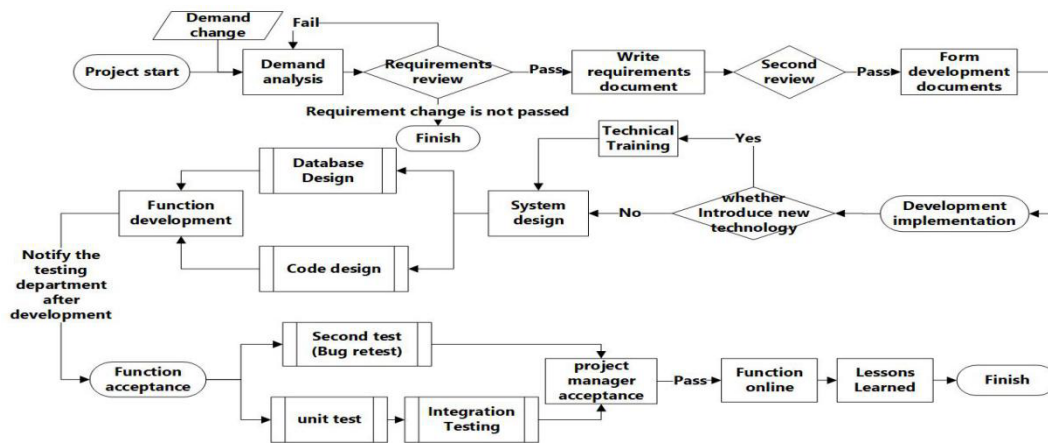 Demand
change
Fail
Project start
Demand
analysis
Requirements
review
Pass
Write
requirements
document
Second
review
Pass
Form
development
documents
Requirement change is not passed
Finish
Technical
Training
Yes
Database
Design
Function
development
System
design
No
whether
Introduce new
technology
Development
implementation
Code design
Notify the
testing
department
after
development
Second test
(Bug retest)
Function
acceptance
project
manager
acceptance
Pass
Function
online
Lessons
Learned
Finish
unit test
Integration
Testing